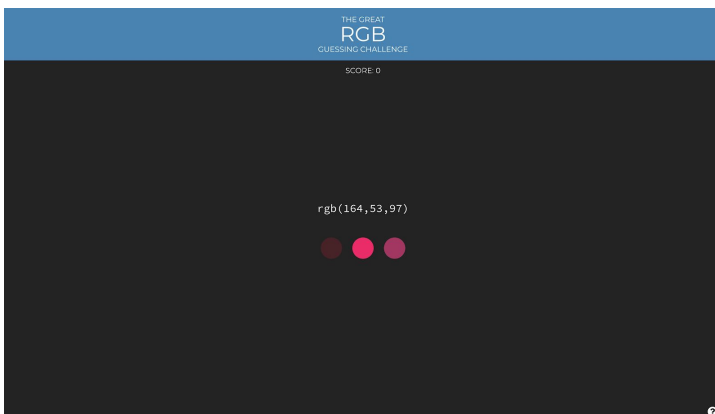 THE GREAT
RGB
GUESSING CHALLENGE
SCORE: 0
rgb(164,53,97)
?